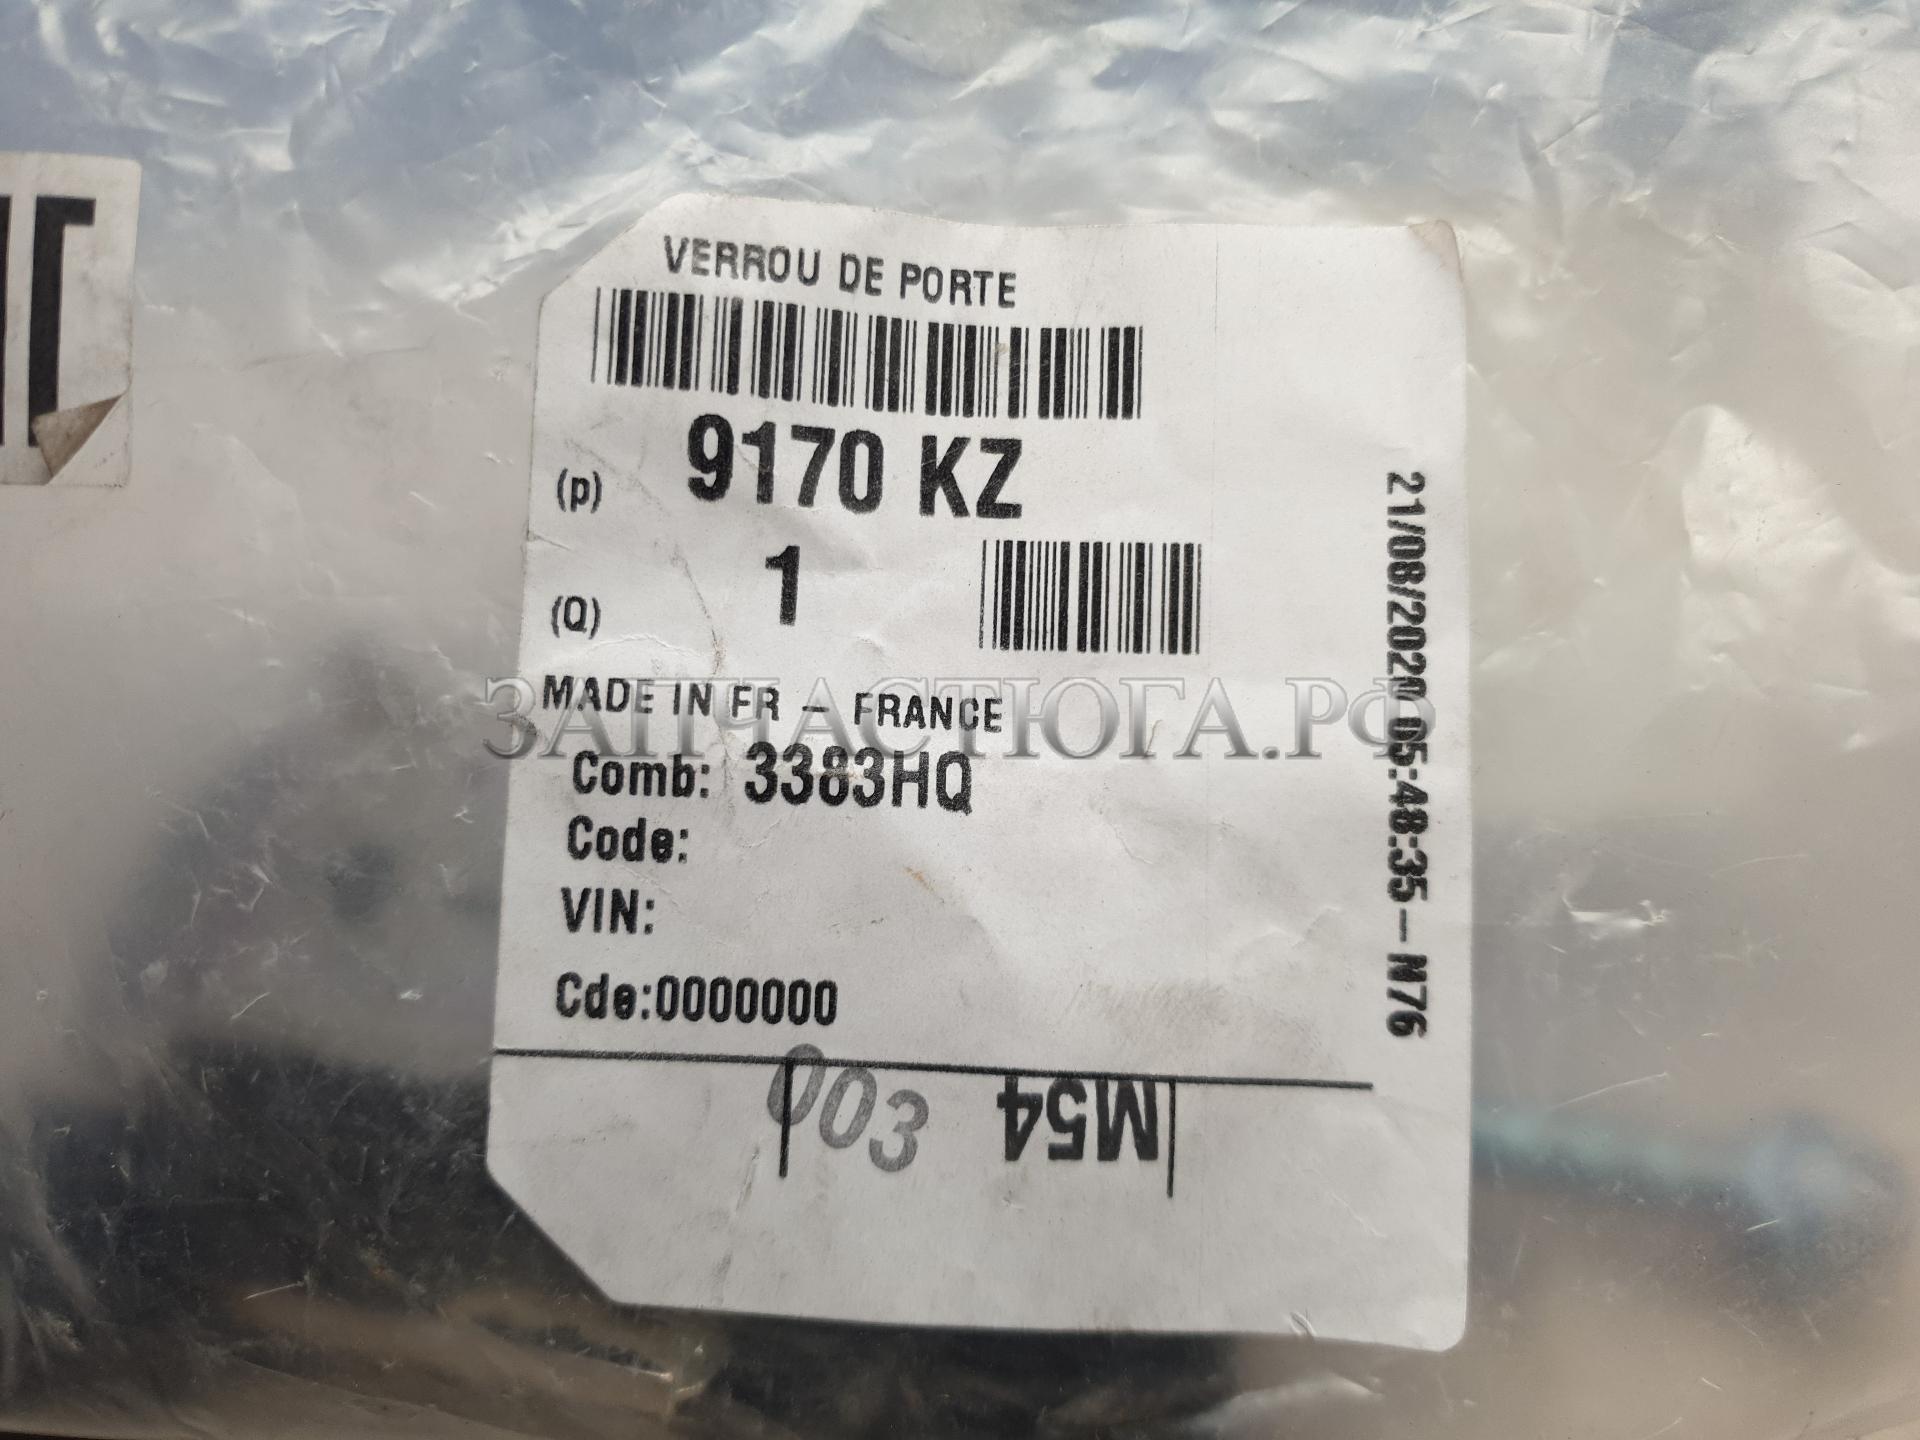 VERROU DE PORTE
(p) 9170 KZ
(Q) 1
MADE IN FR – FRANCE
ЗАПЧАСТЮГА.РФ
Comb: 3383HQ
Code:
VIN:
Cde:0000000
003 M54
21/08/2020 05:48:35–N76